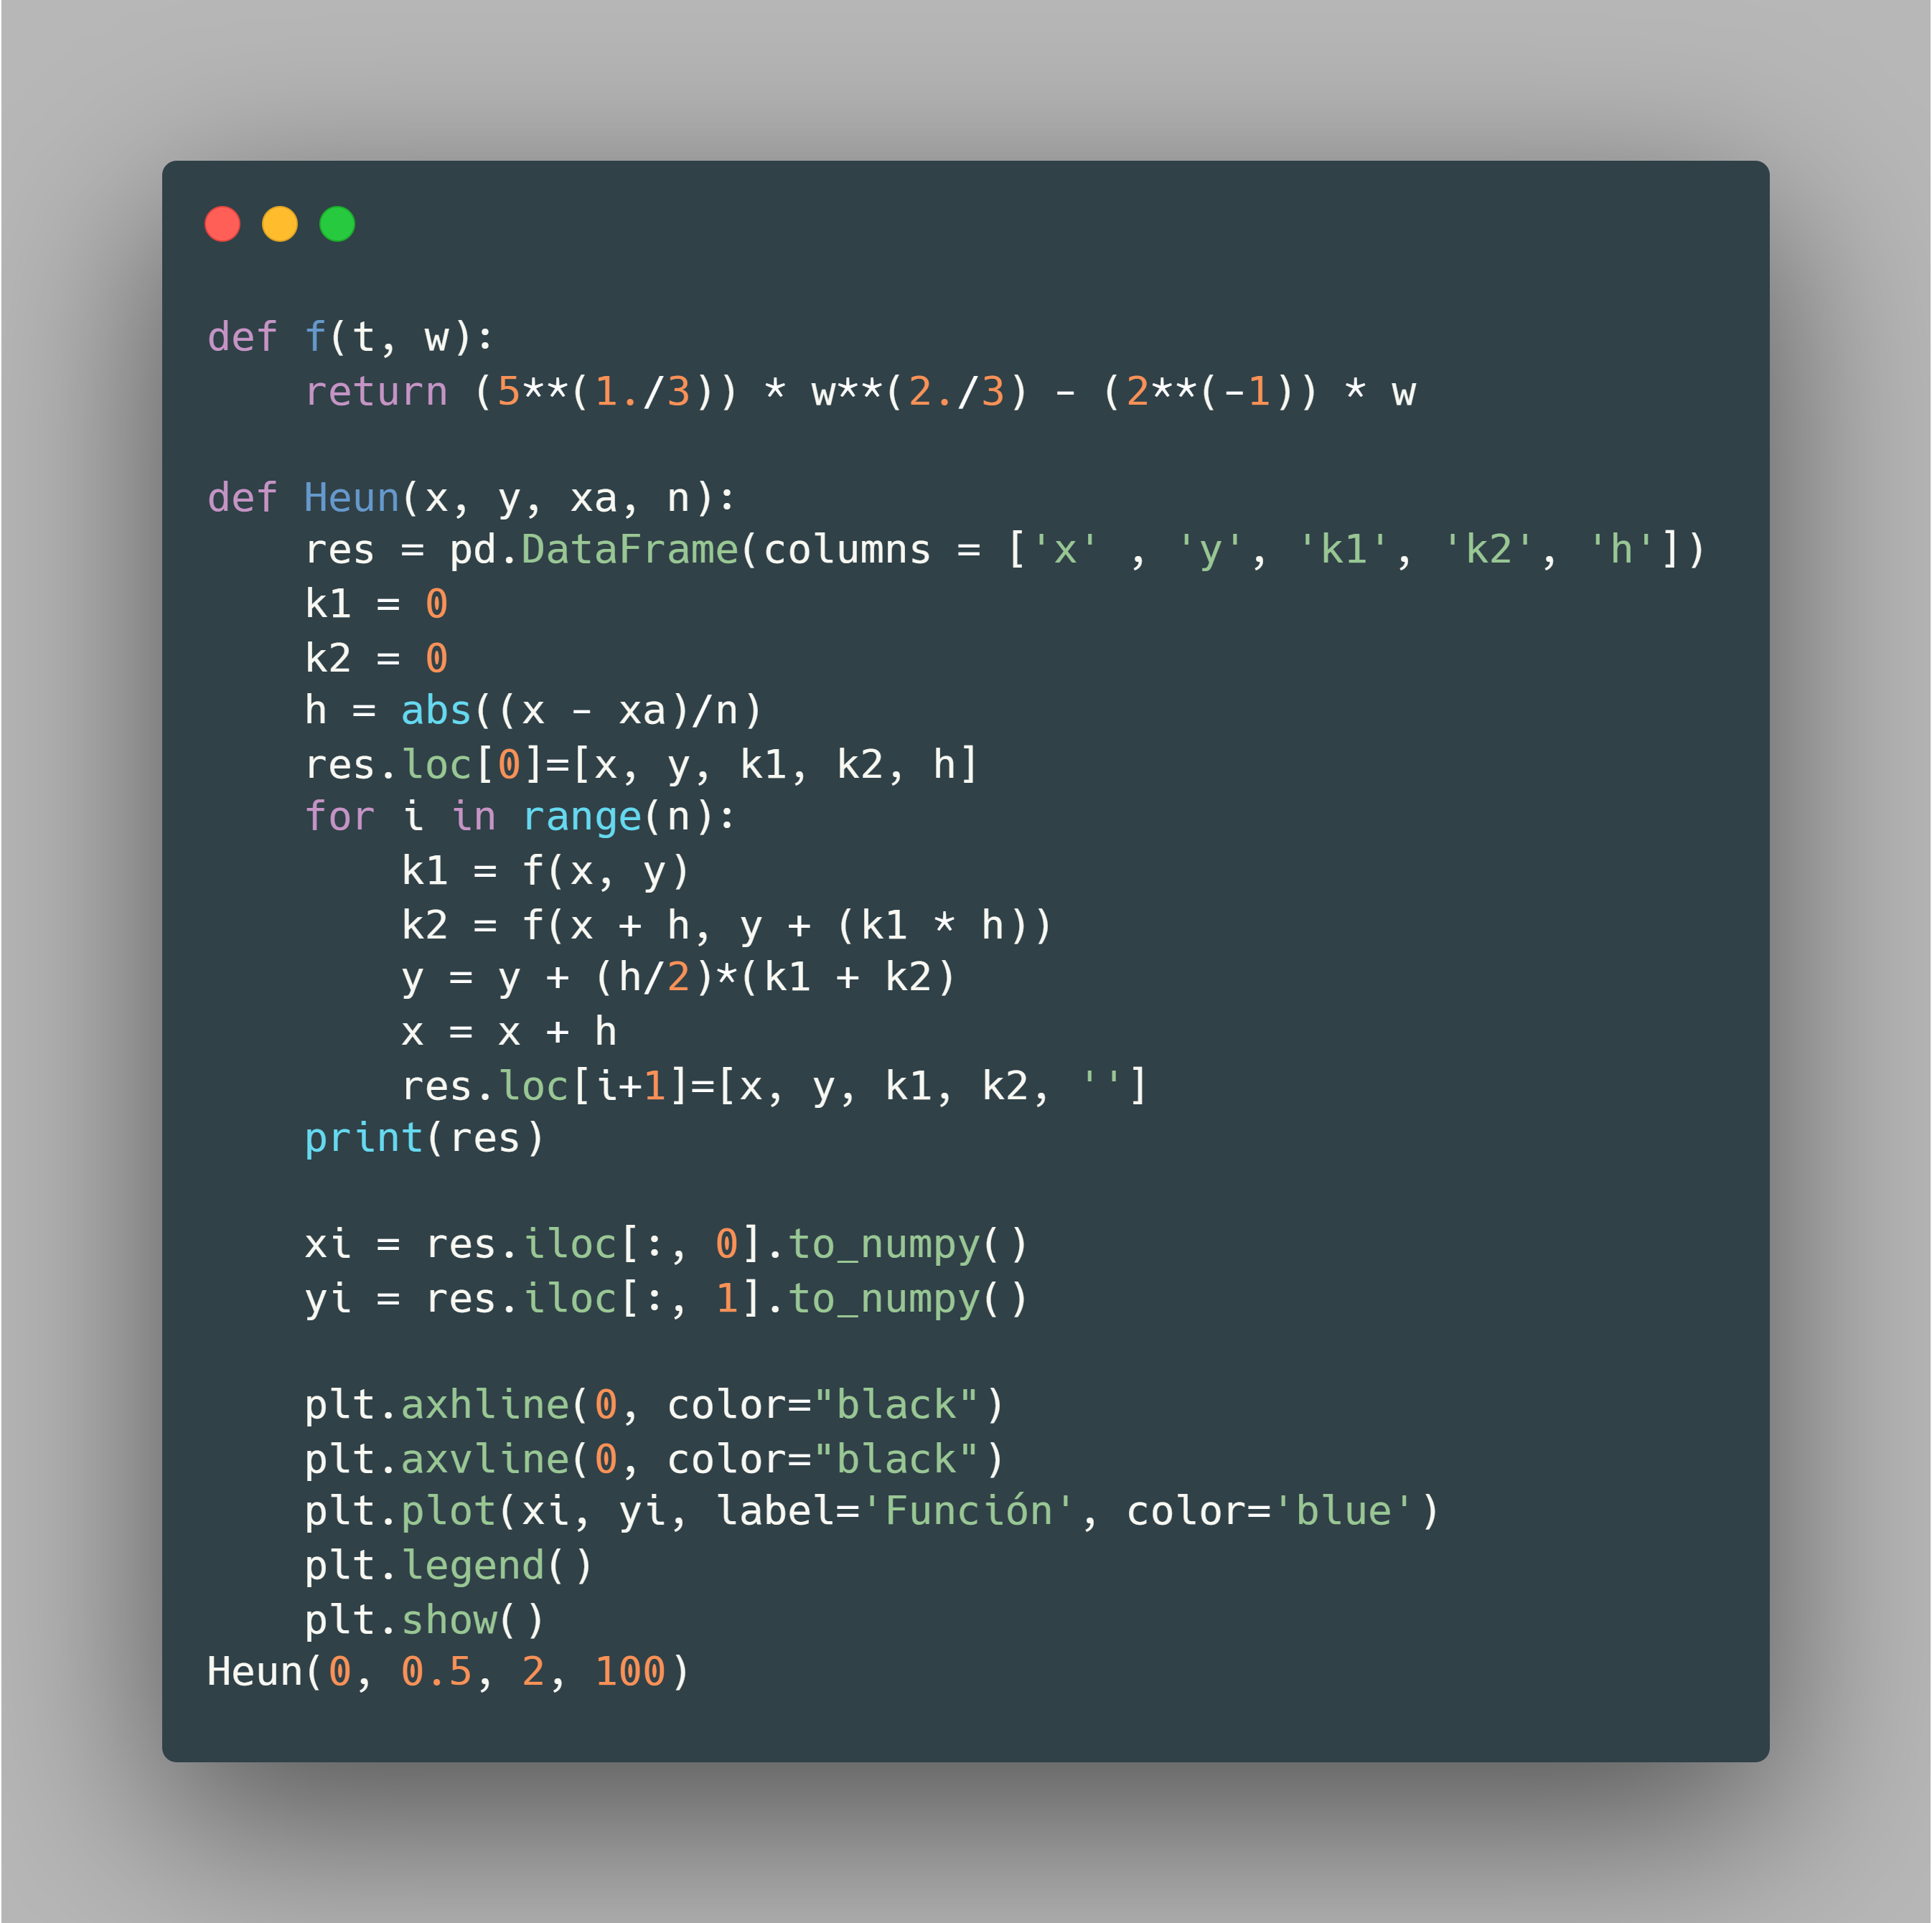 def f(t, w):
    return (5**(1./3)) * w**(2./3) - (2**(-1)) * w

def Heun(x, y, xa, n):
    res = pd.DataFrame(columns = ['x' , 'y', 'k1', 'k2', 'h'])
    k1 = 0
    k2 = 0
    h = abs((x - xa)/n)
    res.loc[0]=[x, y, k1, k2, h]
    for i in range(n):
        k1 = f(x, y)
        k2 = f(x + h, y + (k1 * h))
        y = y + (h/2)*(k1 + k2)
        x = x + h
        res.loc[i+1]=[x, y, k1, k2, '']
    print(res)

    xi = res.iloc[:, 0].to_numpy()
    yi = res.iloc[:, 1].to_numpy()

    plt.axhline(0, color="black")
    plt.axvline(0, color="black")
    plt.plot(xi, yi, label='Función', color='blue')
    plt.legend()
    plt.show()
Heun(0, 0.5, 2, 100)